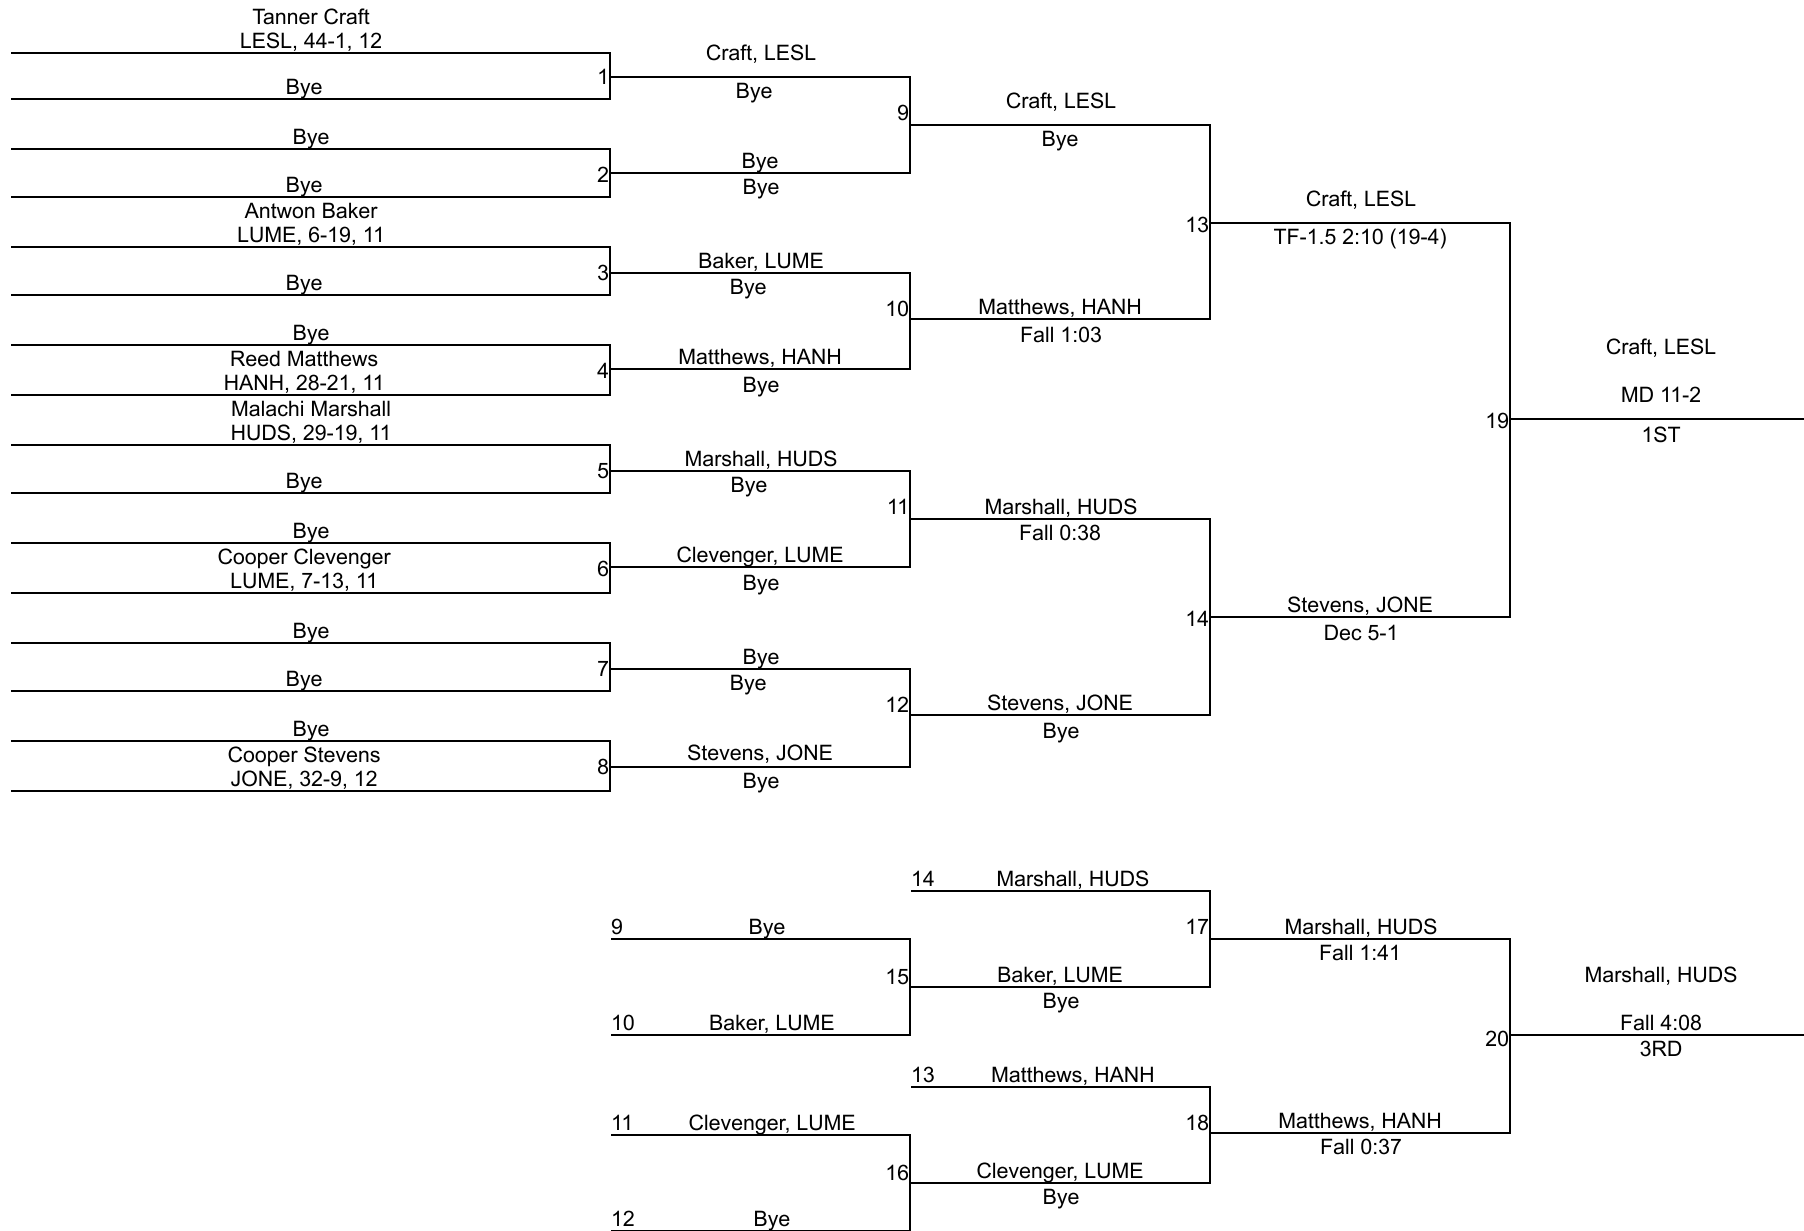 Tanner Craft
LESL, 44-1, 12
Bye
1
Bye
Bye
2
Antwon Baker
LUME, 6-19, 11
Bye
3
Bye
Reed Matthews
HANH, 28-21, 11
4
Malachi Marshall
HUDS, 29-19, 11
Bye
5
Bye
Cooper Clevenger
LUME, 7-13, 11
6
Bye
Bye
7
Bye
Cooper Stevens
JONE, 32-9, 12
8
Craft, LESL
Bye
9
Bye
Bye
Baker, LUME
Bye
10
Matthews, HANH
Bye
Marshall, HUDS
Bye
11
Clevenger, LUME
Bye
Bye
Bye
12
Stevens, JONE
Bye
Craft, LESL
Bye
13
Matthews, HANH
Fall 1:03
Marshall, HUDS
Fall 0:38
14
Stevens, JONE
Bye
Craft, LESL
TF-1.5 2:10 (19-4)
19
Stevens, JONE
Dec 5-1
Craft, LESL
MD 11-2
1ST
14 Marshall, HUDS
9 Bye
17
15
Baker, LUME
Bye
10 Baker, LUME
Marshall, HUDS
Fall 1:41
13 Matthews, HANH
11 Clevenger, LUME
18
16
Clevenger, LUME
Bye
12 Bye
Matthews, HANH
Fall 0:37
20
Marshall, HUDS
Fall 4:08
3RD